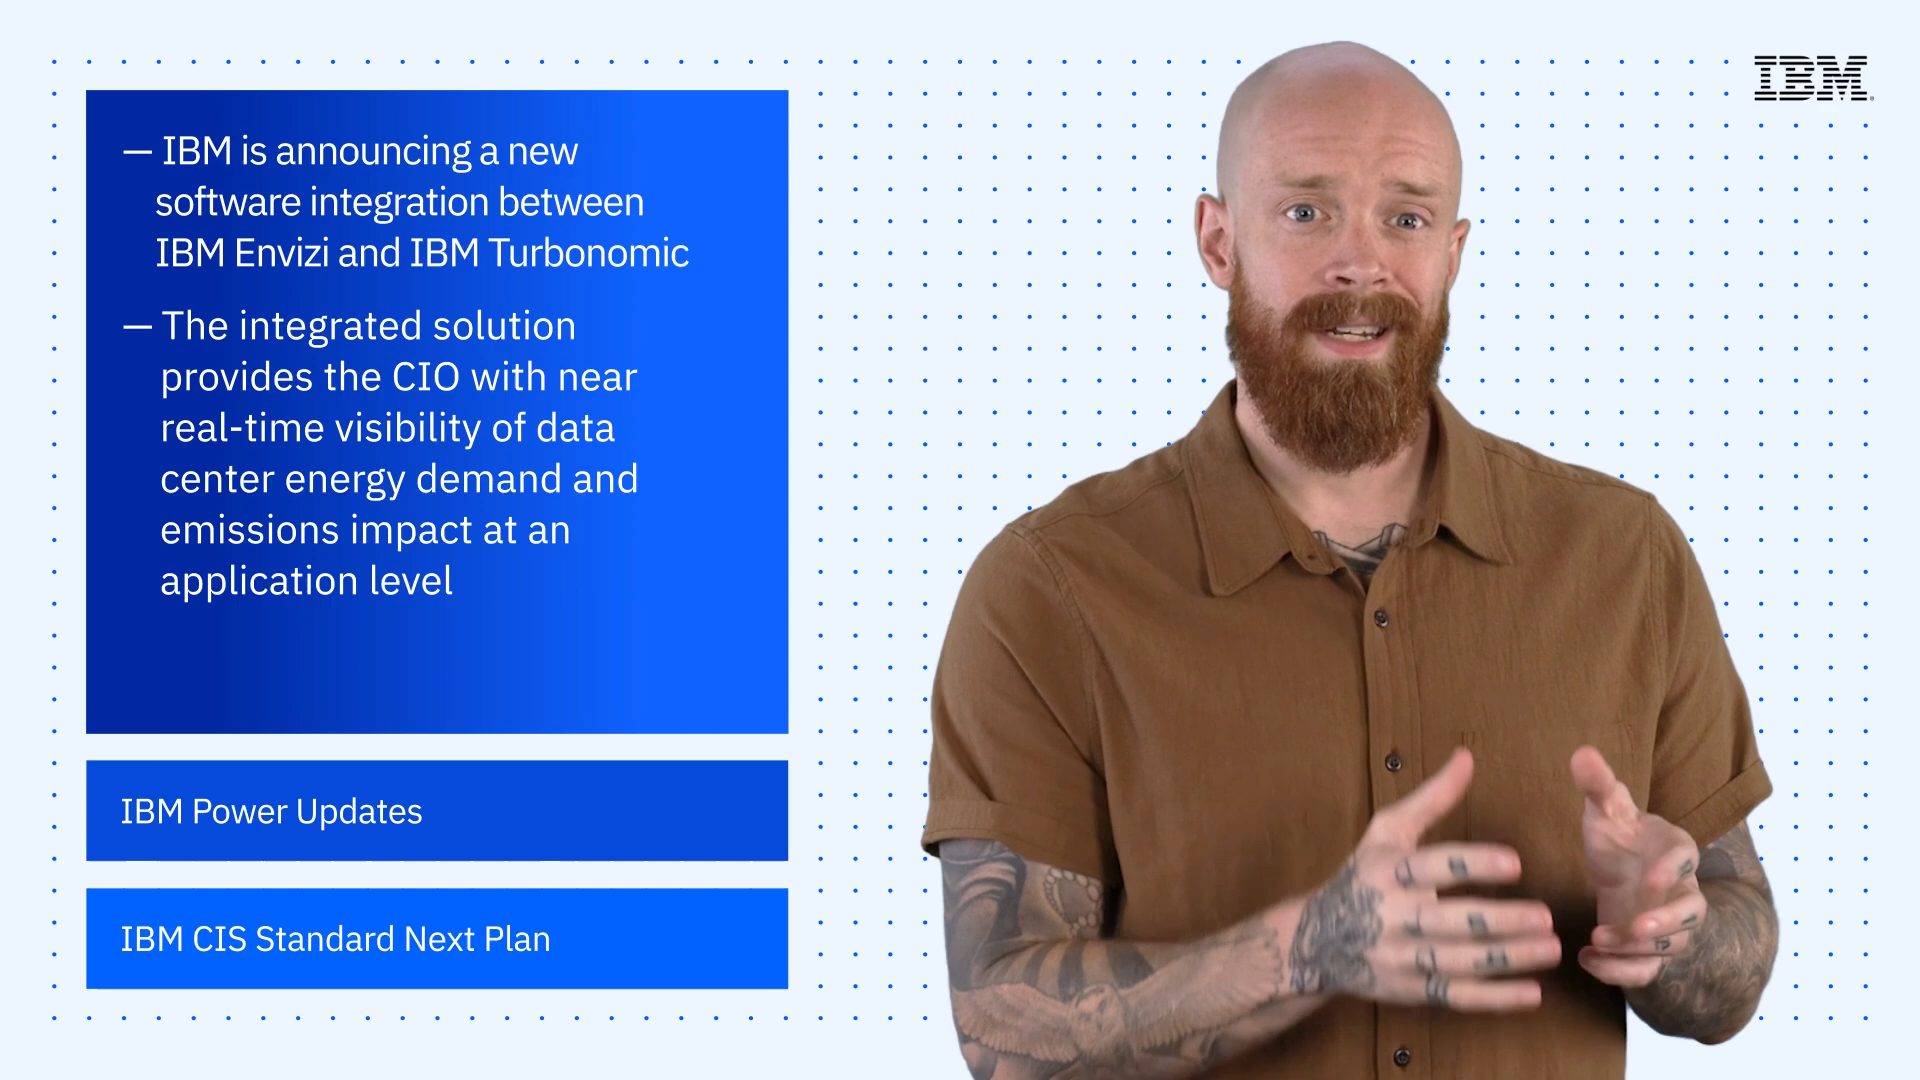 IBM
— IBM is announcing a new
software integration between
IBM Envizi and IBM Turbonomic
— The integrated solution
provides the CIO with near
real-time visibility of data
center energy demand and
emissions impact at an
application level
IBM Power Updates
IBM CIS Standard Next Plan